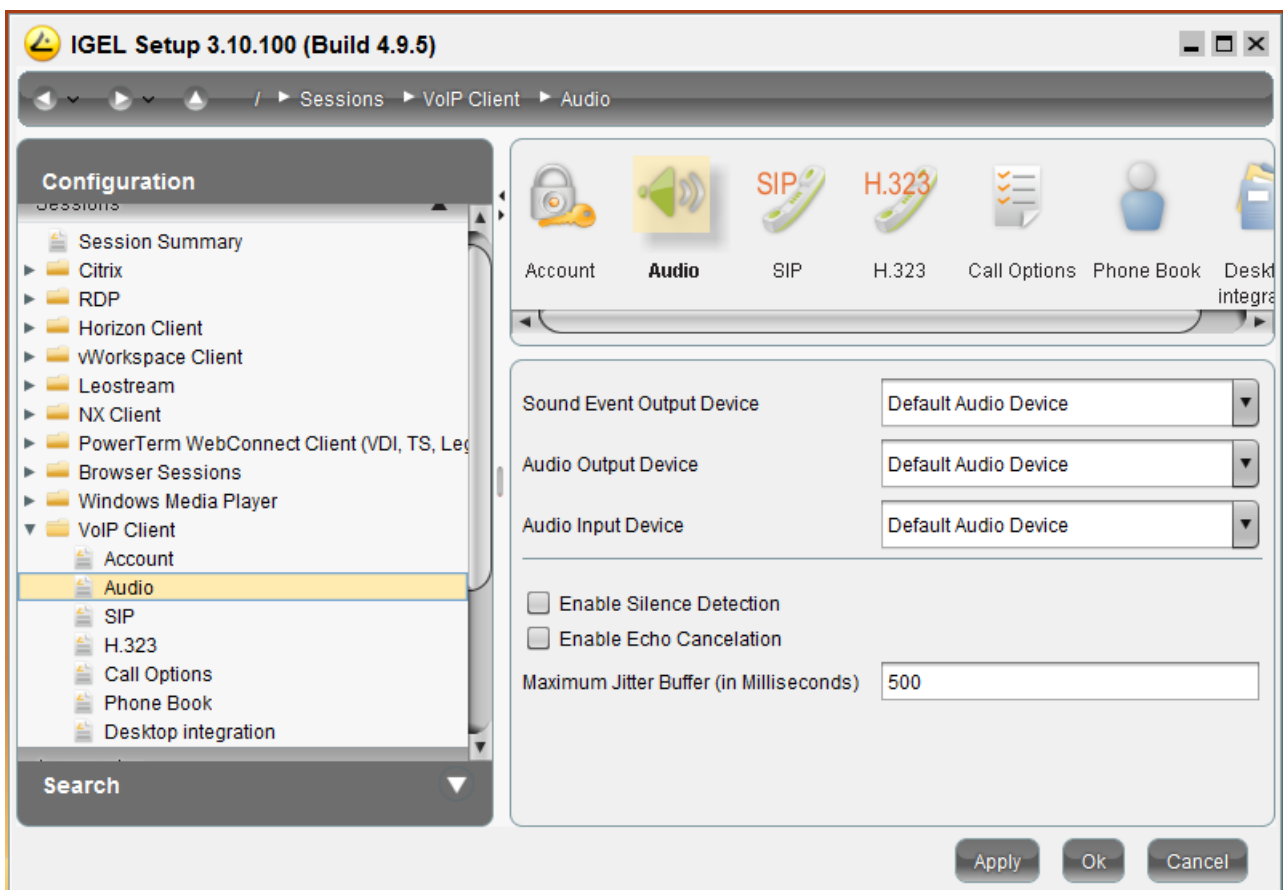 IGEL Setup 3.10.100 (Build 4.9.5)
/ Sessions VoIP Client Audio
Configuration
Sessions
Session Summary
Citrix
RDP
Horizon Client
vWorkspace Client
Leostream
NX Client
PowerTerm WebConnect Client (VDI, TS, Leg
Browser Sessions
Windows Media Player
VoIP Client
Account
Audio
SIP
H.323
Call Options
Phone Book
Desktop integration
Search
SIP
H.323
Account Audio SIP H.323 Call Options Phone Book Deskt
integra
Sound Event Output Device Default Audio Device
Audio Output Device Default Audio Device
Audio Input Device Default Audio Device
Enable Silence Detection
Enable Echo Cancelation
Maximum Jitter Buffer (in Milliseconds) 500
Apply Ok Cancel